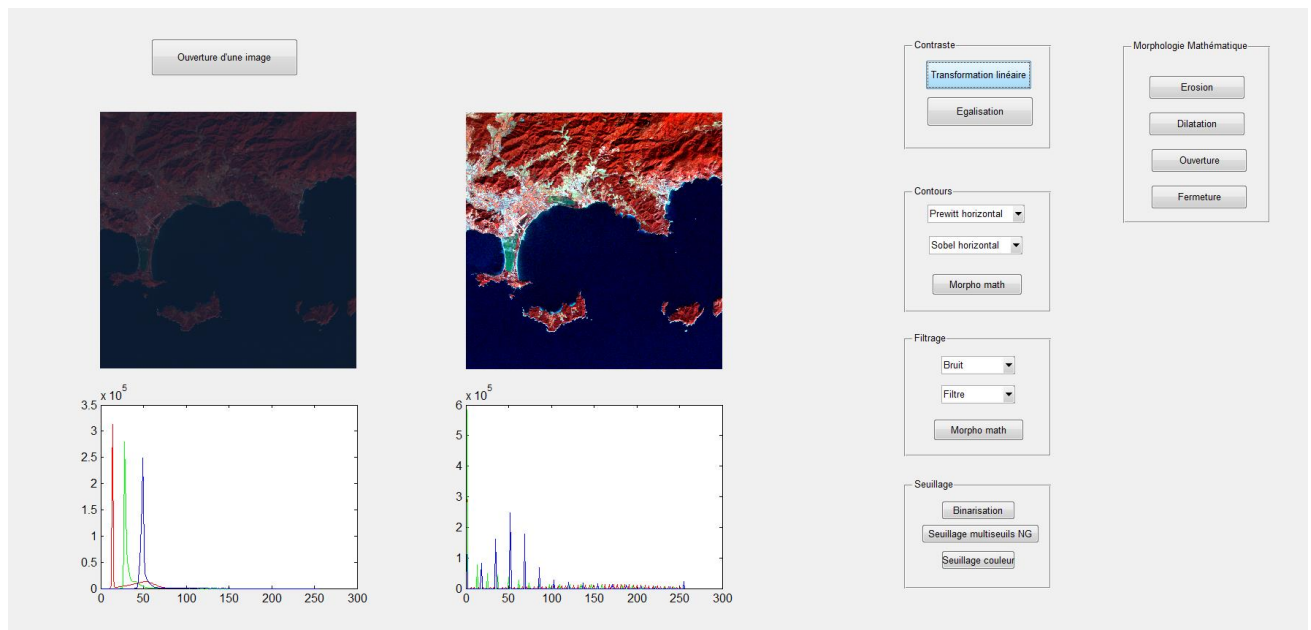 Ouverture d'une image
Contraste
Transformation linéaire
Egalisation
Morphologie Mathématique
Erosion
Dilatation
Ouverture
Fermeture
Contours
Prewitt horizontal
Sobel horizontal
Morpho math
Filtrage
Bruit
Filtre
Morpho math
Seuillage
Binarisation
Seuillage multiseuils NG
Seuillage couleur
x 10^5
3.5
3
2.5
2
1.5
1
0.5
0
0 50 100 150 200 250 300
x 10^5
6
5
4
3
2
1
0
0 50 100 150 200 250 300